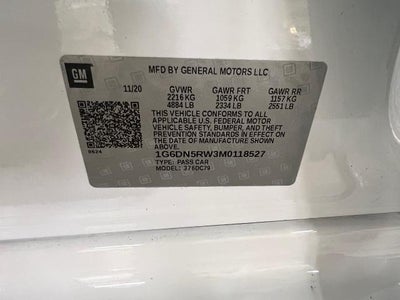 GM
MFD BY GENERAL MOTORS LLC
11/20 GVWR GAWR FRT GAWR RR
2216 KG 1059 KG 1157 KG
4884 LB 2334 LB 2551 LB
THIS VEHICLE CONFORMS TO ALL
APPLICABLE U.S. FEDERAL MOTOR
VEHICLE SAFETY, BUMPER, AND THEFT
PREVENTION STANDARDS IN EFFECT ON
THE DATE OF MANUFACTURE SHOWN ABOVE.
1G6DN5RW3M0118527
TYPE: PASS CAR
MODEL: